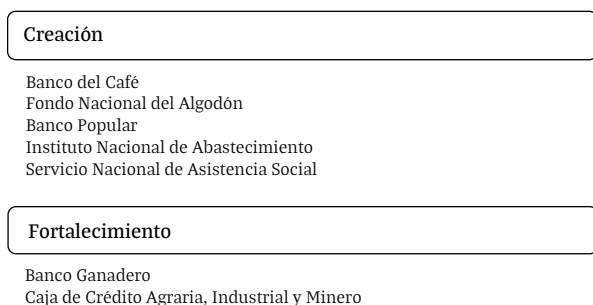 Creación
Banco del Café
Fondo Nacional del Algodón
Banco Popular
Instituto Nacional de Abastecimiento
Servicio Nacional de Asistencia Social
Fortalecimiento
Banco Ganadero
Caja de Crédito Agraria, Industrial y Minero